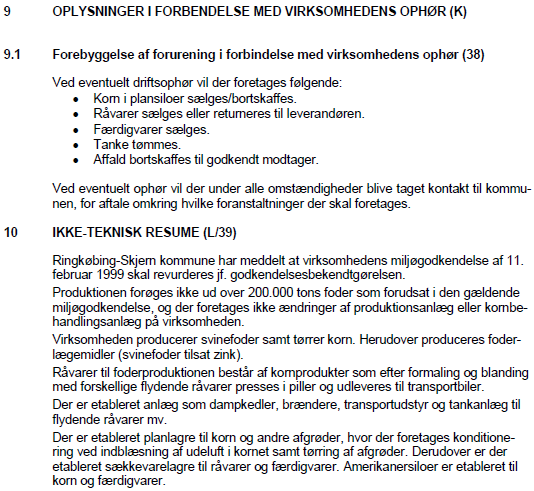 9 OPLYSNINGER I FORBENDELSE MED VIRKSOMHEDENS OPHØR (K)
9.1 Forebyggelse af forurening i forbindelse med virksomhedens ophør (38)
Ved eventuelt driftsophør vil der foretages følgende:
• Korn i plansiloer sælges/bortskaffes.
• Råvarer sælges eller returneres til leverandøren.
• Færdigvarer sælges.
• Tanke tømmes.
• Affald bortskaffes til godkendt modtager.
Ved eventuelt ophør vil der under alle omstændigheder blive taget kontakt til kommu-
nen, for aftale omkring hvilke foranstaltninger der skal foretages.
10 IKKE-TEKNISK RESUME (L/39)
Ringkøbing-Skjern kommune har meddelt at virksomhedens miljøgodkendelse af 11.
februar 1999 skal revurderes jf. godkendelsesbekendtgørelsen.
Produktionen forøges ikke ud over 200.000 tons foder som forudsat i den gældende
miljøgodkendelse, og der foretages ikke ændringer af produktionsanlæg eller kornbe-
handlingsanlæg på virksomheden.
Virksomheden producerer svinefoder samt tørrer korn. Herudover produceres foder-
lægemidler (svinefoder tilsat zink).
Råvarer til foderproduktionen består af kornprodukter som efter formaling og blanding
med forskellige flydende råvarer presses i piller og udleveres til transportbiler.
Der er etableret anlæg som dampkedler, brændere, transportudstyr og tankanlæg til
flydende råvarer mv.
Der er etableret planlagre til korn og andre afgrøder, hvor der foretages konditione-
ring ved indblæsning af udeluft i kornet samt tørring af afgrøder. Derudover er der
etableret sækkevarelagre til råvarer og færdigvarer. Amerikanersiloer er etableret til
korn og færdigvarer.